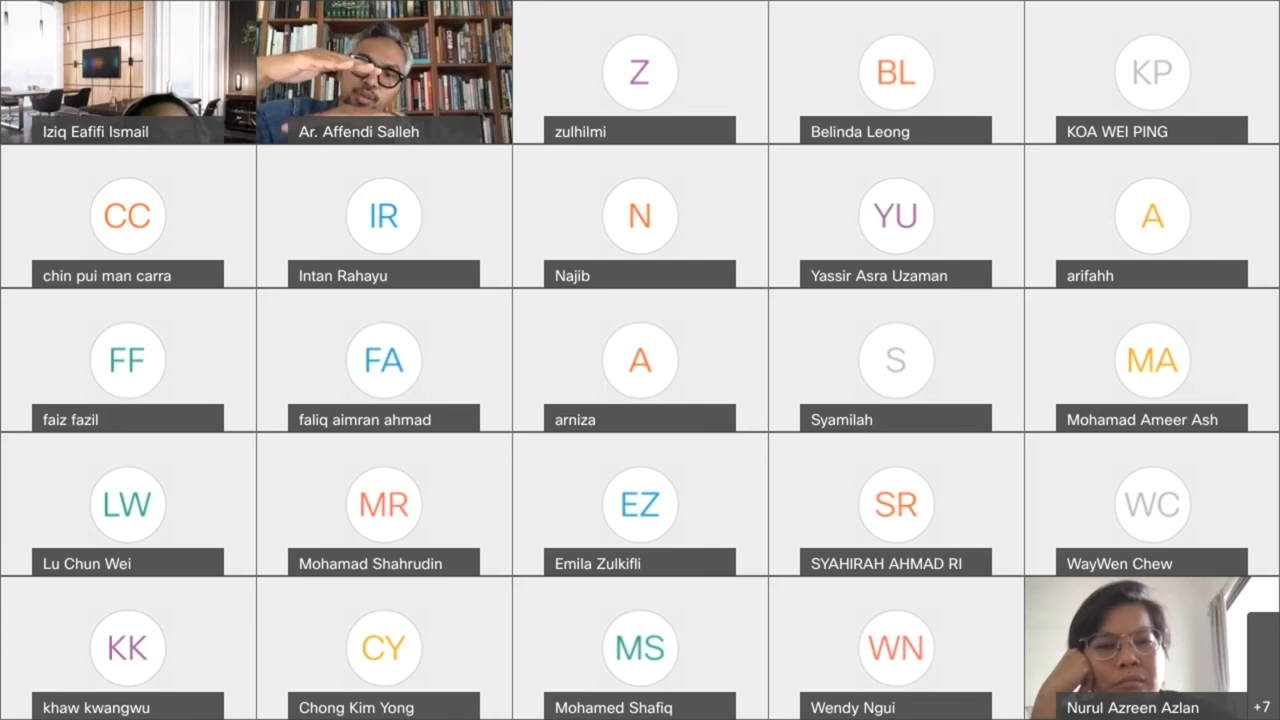 Iziq Eafifi Ismail
Ar. Affendi Salleh
Z
zulhilmi
BL
Belinda Leong
KP
KOA WEI PING
CC
chin pui man carra
IR
Intan Rahayu
N
Najib
YU
Yassir Asra Uzaman
A
arifahh
FF
faiz fazil
FA
faliq aimran ahmad
A
arniza
S
Syamilah
MA
Mohamad Ameer Ash
LW
Lu Chun Wei
MR
Mohamad Shahrudin
EZ
Emila Zulkifli
SR
SYAHIRAH AHMAD RI
WC
WayWen Chew
KK
khaw kwangwu
CY
Chong Kim Yong
MS
Mohamed Shafiq
WN
Wendy Ngui
Nurul Azreen Azlan
+7